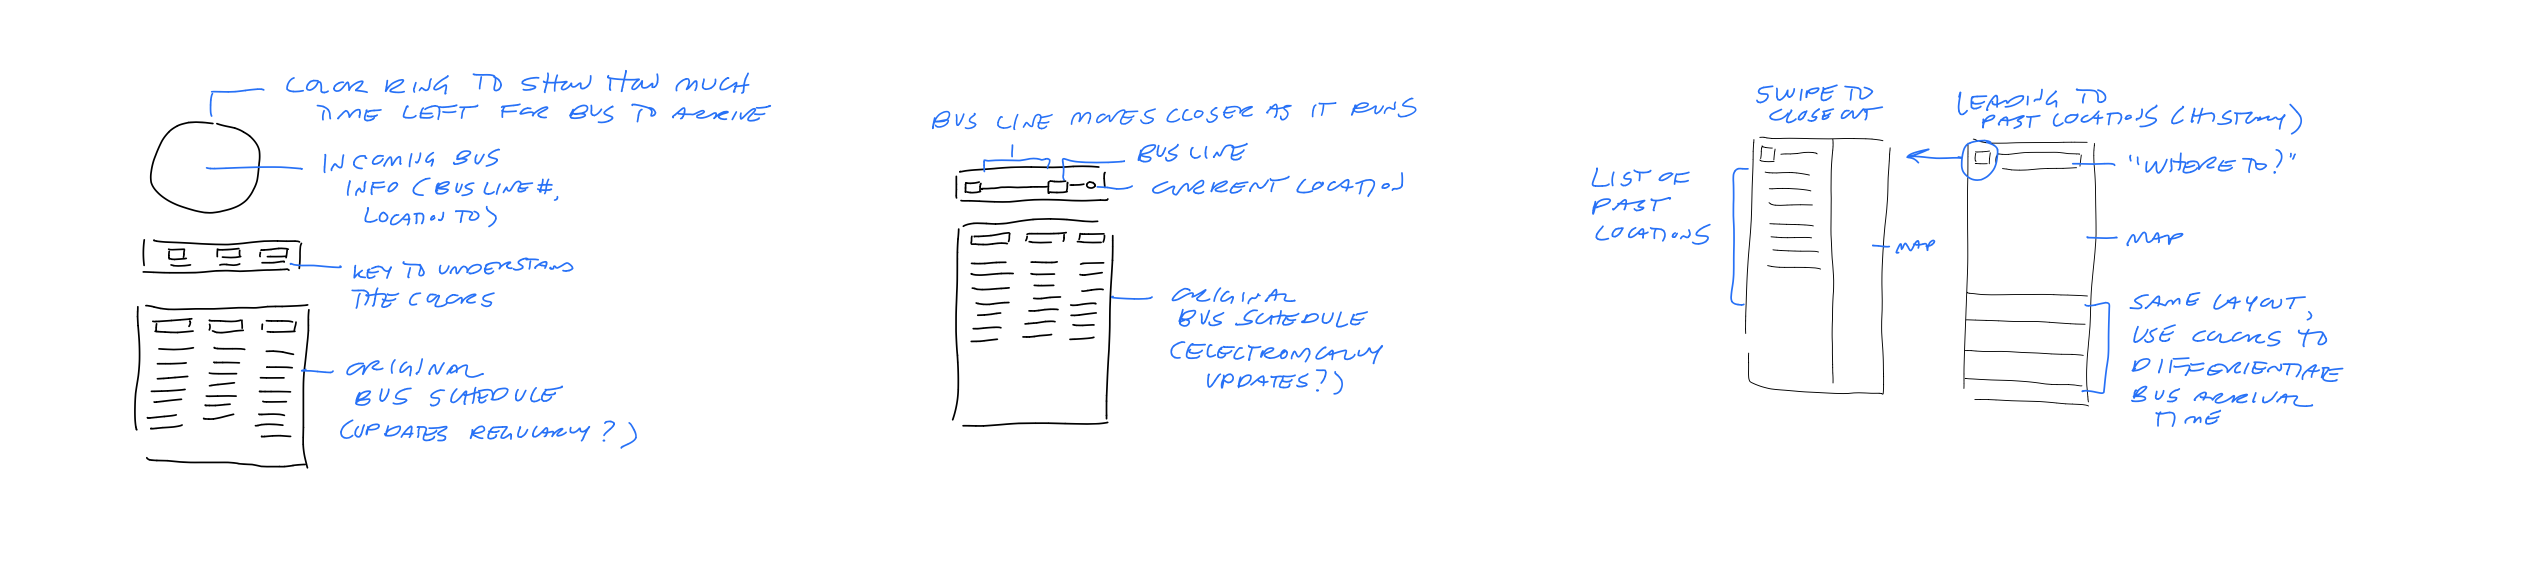 COLOR RING TO SHOW HOW MUCH
TIME LEFT FOR BUS TO ARRIVE
INCOMING BUS
INFO (BUS LINE #,
LOCATION TO)
KEY TO UNDERSTAND
THE COLORS
ORIGINAL
BUS SCHEDULE
(UPDATES REGULARLY?)
BUS LINE MOVES CLOSER AS IT RUNS
BUS LINE
CURRENT LOCATION
ORIGINAL
BUS SCHEDULE
(ELECTRONICALLY
UPDATES?)
SWIPE TO
CLOSE OUT
LIST OF
PAST
LOCATIONS
MAP
LEADING TO
PAST LOCATIONS (HISTORY)
"WHERE TO?"
MAP
SAME LAYOUT,
USE COLORS TO
DIFFERIENTIATE
BUS ARRIVAL
TIME